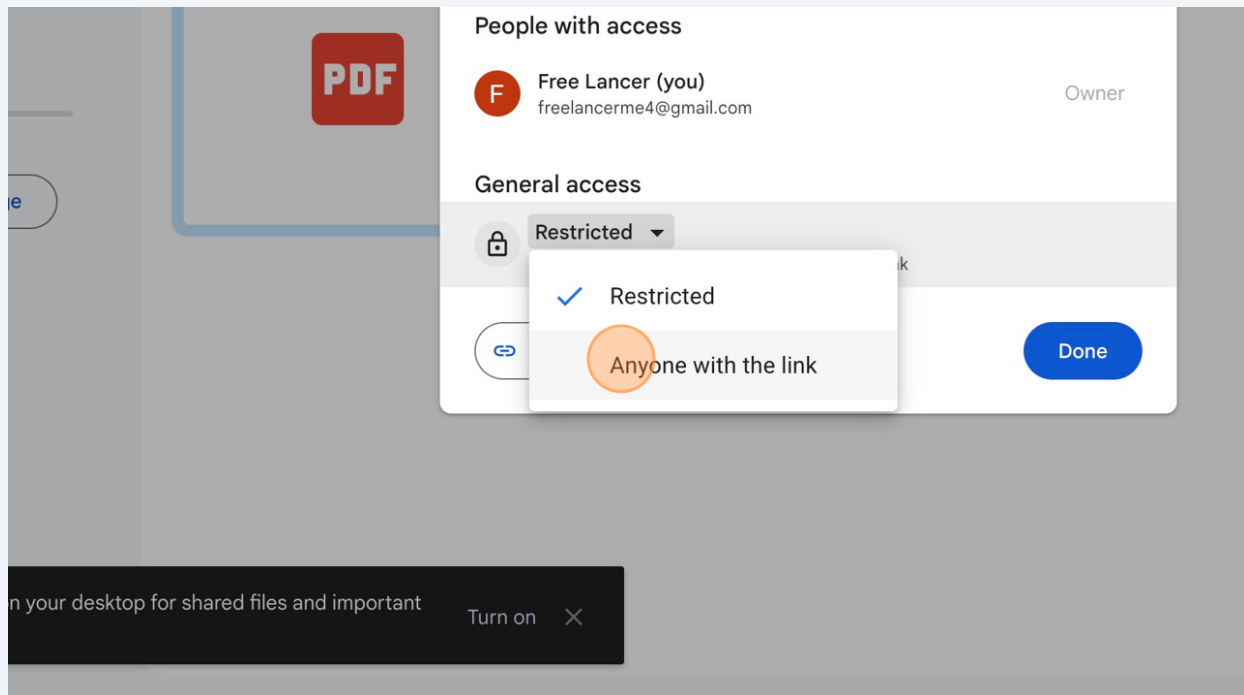 People with access
PDF
F
Free Lancer (you)
freelancerme4@gmail.com
Owner
General access
Restricted
Restricted
Anyone with the link
Done
on your desktop for shared files and important
Turn on